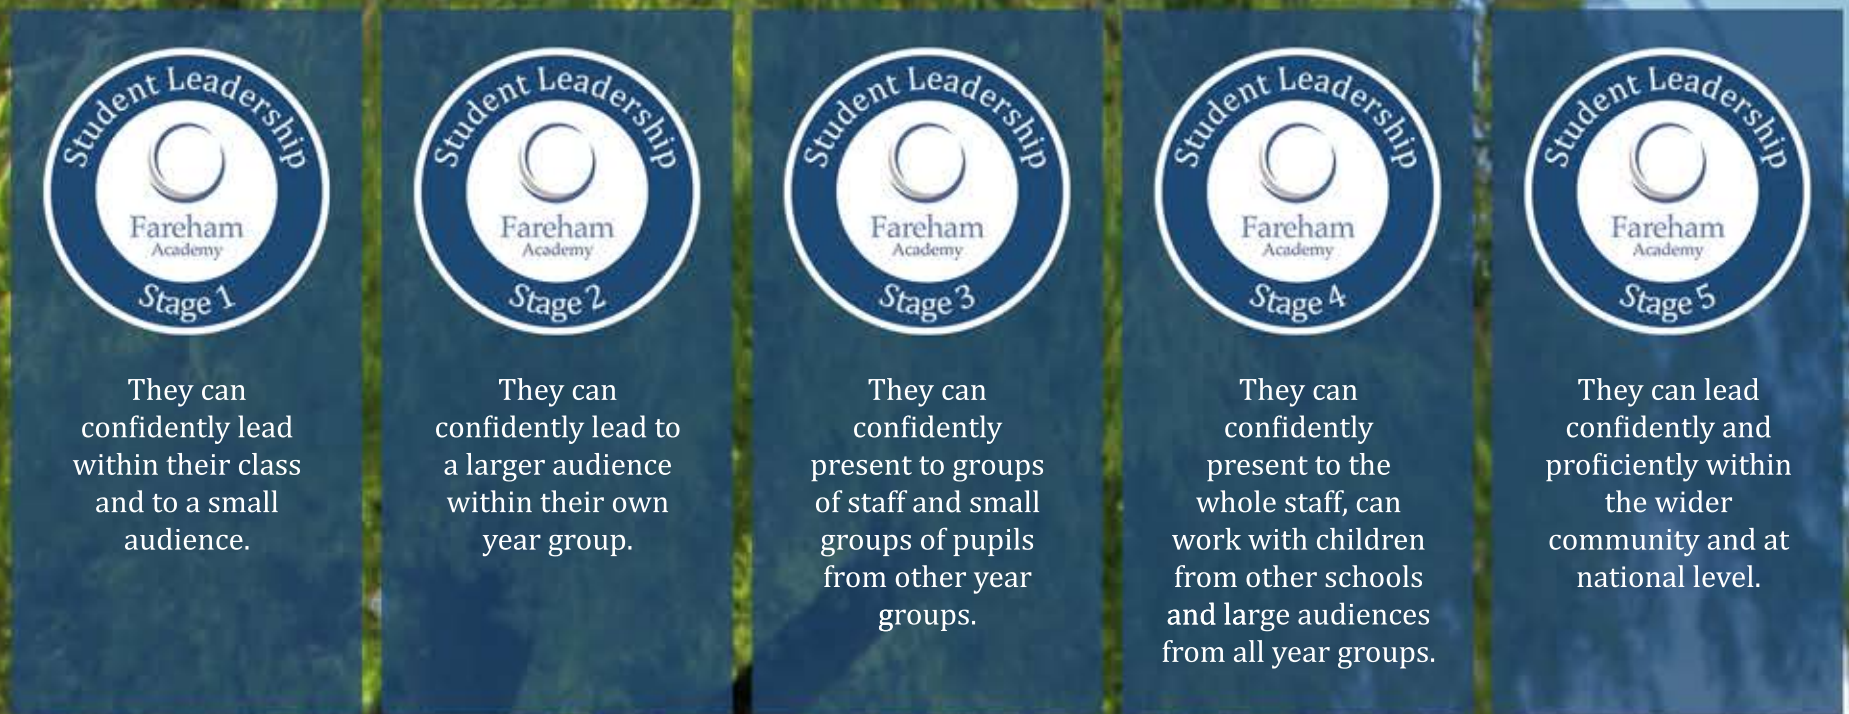 Student Leadership
Fareham
Academy
Stage 1
They can
confidently lead
within their class
and to a small
audience.
Student Leadership
Fareham
Academy
Stage 2
They can
confidently lead to
a larger audience
within their own
year group.
Student Leadership
Fareham
Academy
Stage 3
They can
confidently
present to groups
of staff and small
groups of pupils
from other year
groups.
Student Leadership
Fareham
Academy
Stage 4
They can
confidently
present to the
whole staff, can
work with children
from other schools
and large audiences
from all year groups.
Student Leadership
Fareham
Academy
Stage 5
They can lead
confidently and
proficiently within
the wider
community and at
national level.